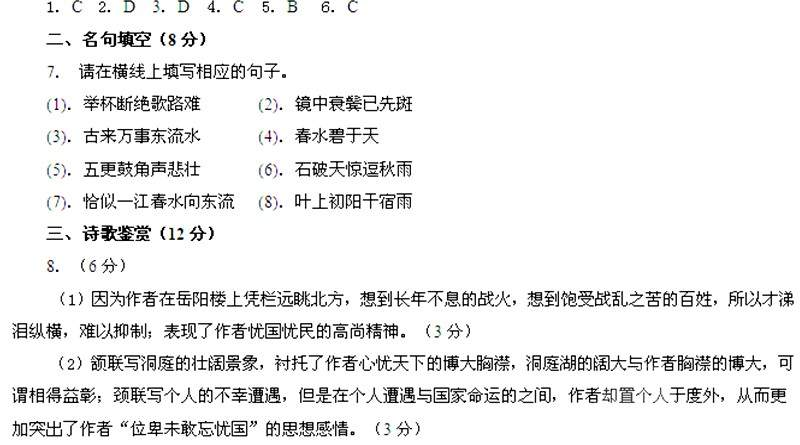 1. C 2. D 3. D 4. C 5. B 6. C
二、名句填空（8分）
7. 请在横线上填写相应的句子。
(1). 举杯断绝歌路难 (2). 镜中衰鬓已先斑
(3). 古来万事东流水 (4). 春水碧于天
(5). 五更鼓角声悲壮 (6). 石破天惊逗秋雨
(7). 恰似一江春水向东流 (8). 叶上初阳干宿雨
三、诗歌鉴赏（12分）
8. （6分）
（1）因为作者在岳阳楼上凭栏远眺北方，想到长年不息的战火，想到饱受战乱之苦的百姓，所以才涕
泪纵横，难以抑制；表现了作者忧国忧民的高尚精神。（3分）
（2）颔联写洞庭的壮阔景象，衬托了作者心忧天下的博大胸襟，洞庭湖的阔大与作者胸襟的博大，可
谓相得益彰；颈联写个人的不幸遭遇，但是在个人遭遇与国家命运的之间，作者却置个人于度外，从而更
加突出了作者“位卑未敢忘忧国”的思想感情。（3分）